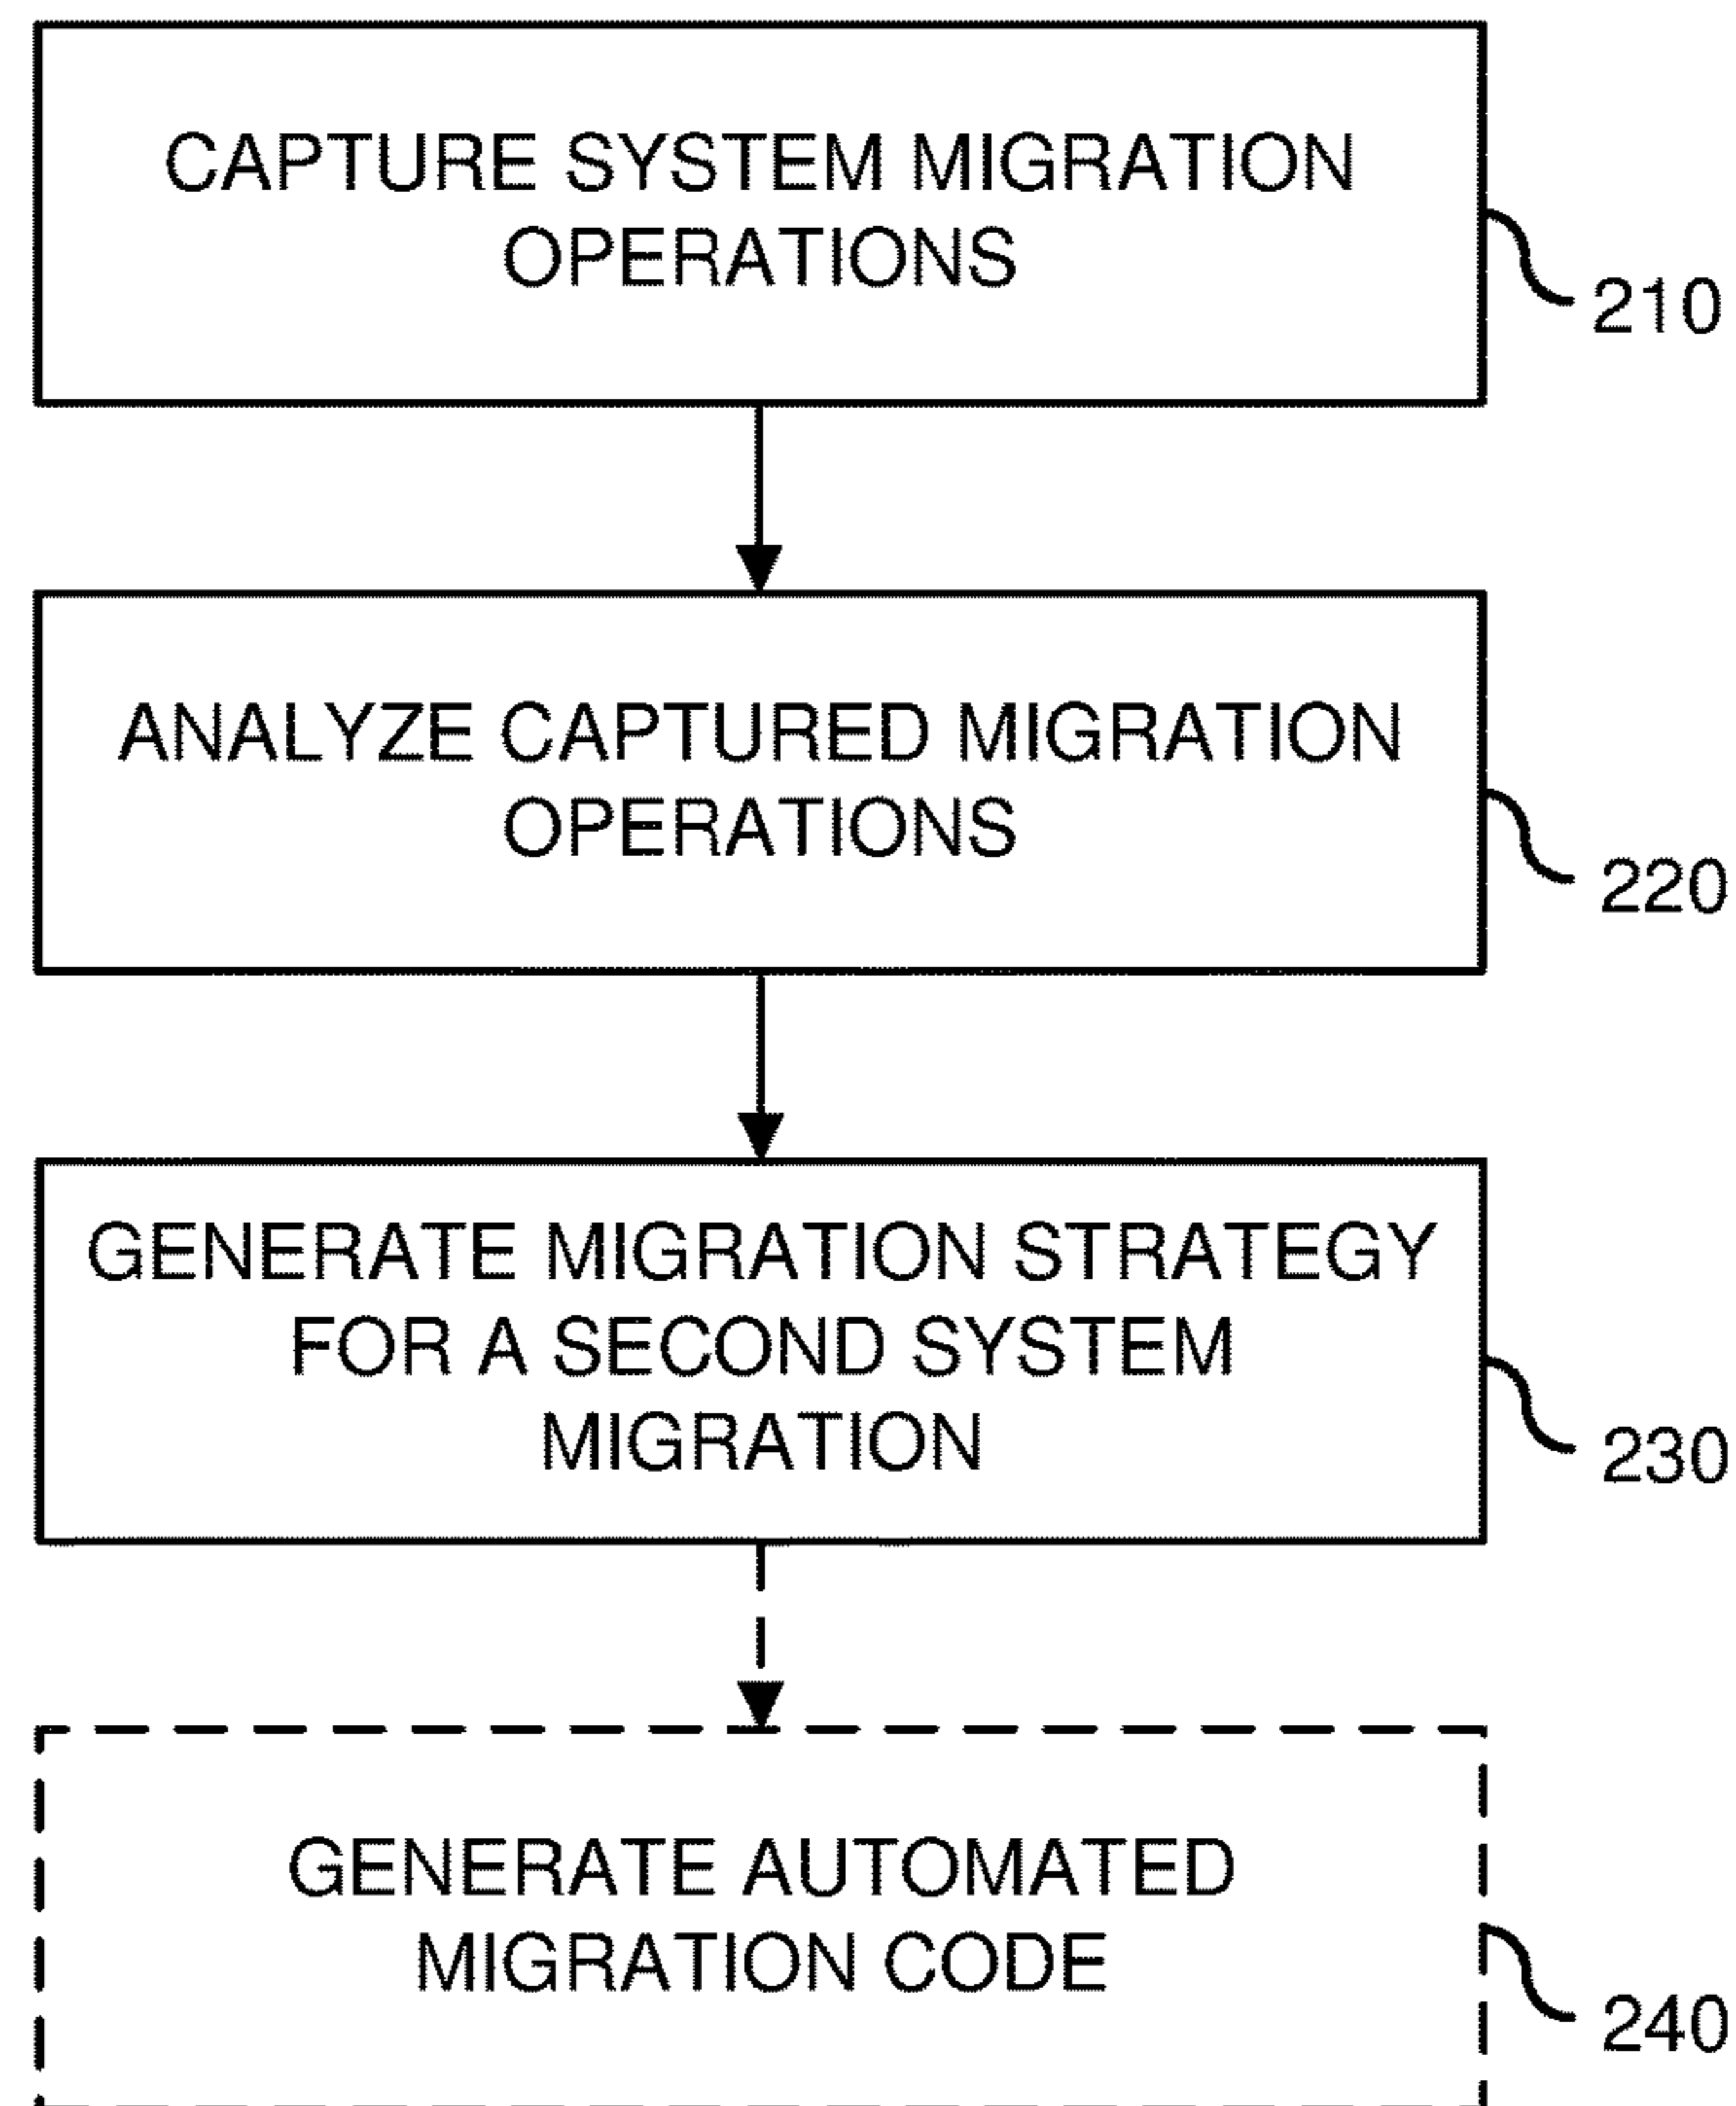 CAPTURE SYSTEM MIGRATION
OPERATIONS
210
ANALYZE CAPTURED MIGRATION
OPERATIONS
220
GENERATE MIGRATION STRATEGY
FOR A SECOND SYSTEM
MIGRATION
230
GENERATE AUTOMATED
MIGRATION CODE
240